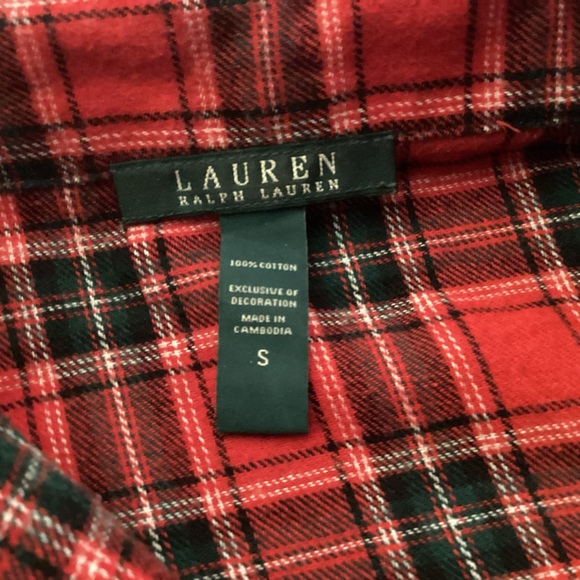 LAUREN
RALPH LAUREN
100% COTTON
EXCLUSIVE OF
DECORATION
MADE IN
CAMBODIA
S